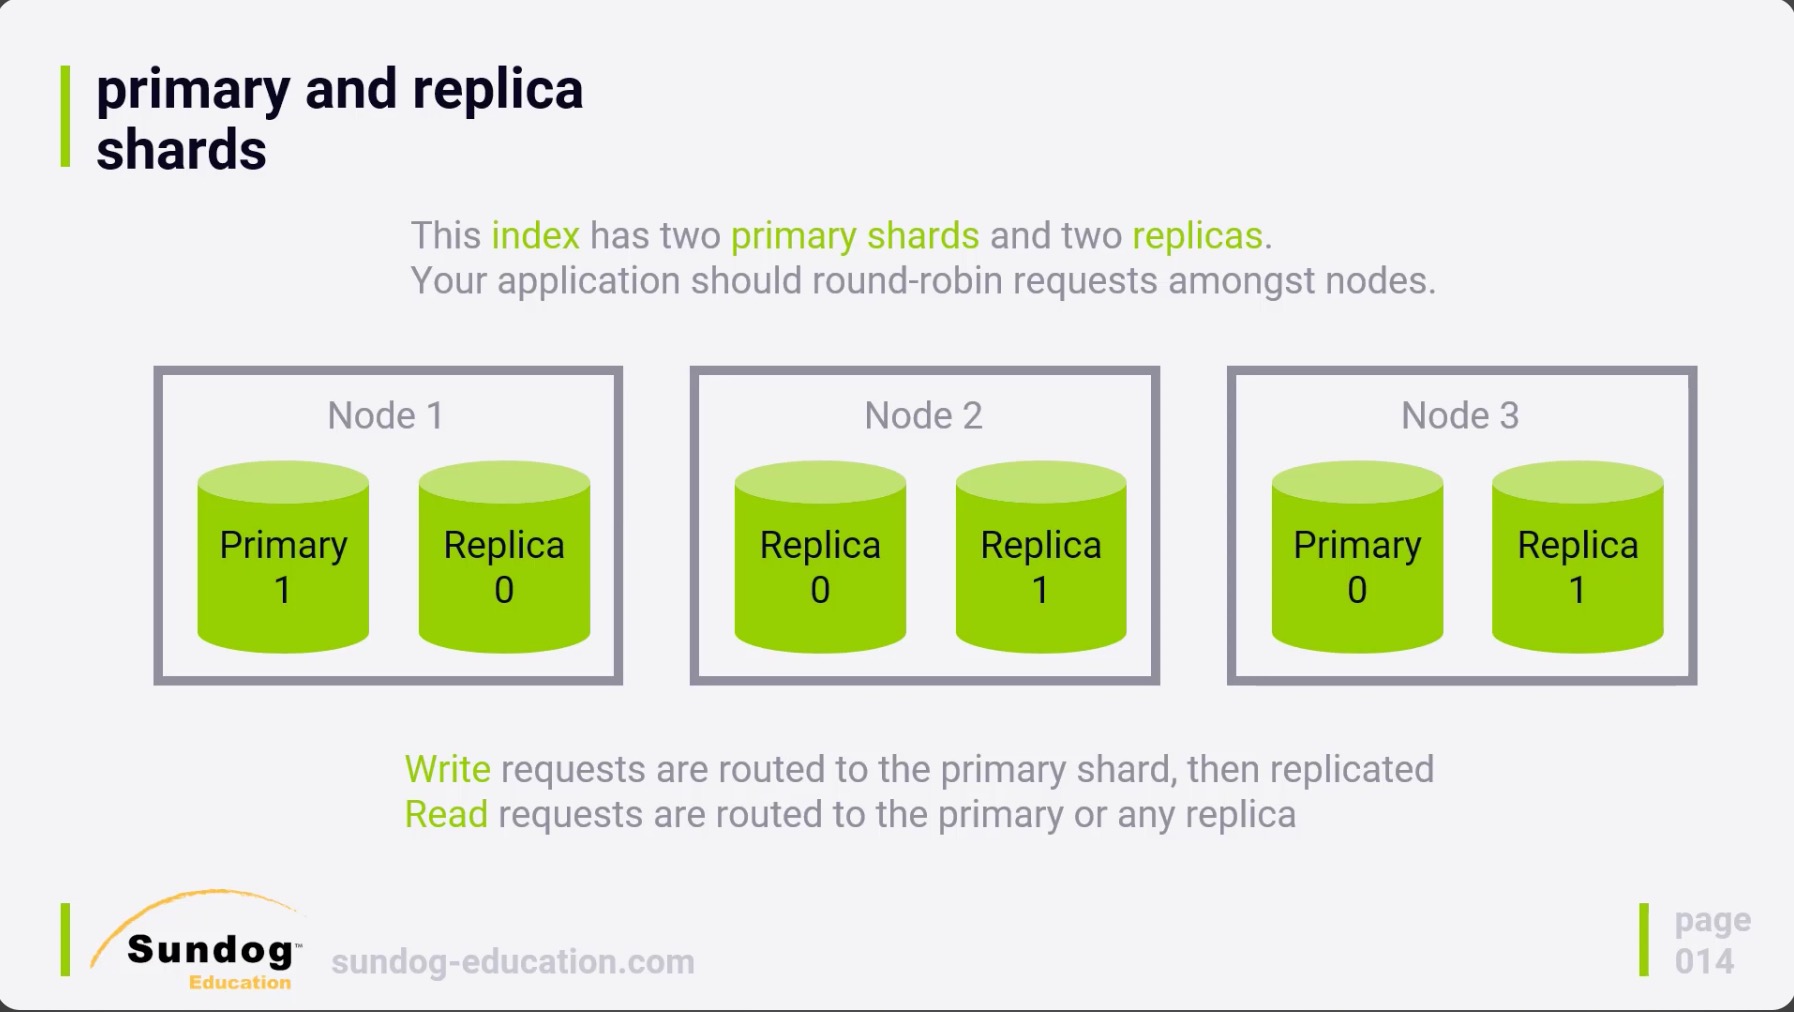 primary and replica
shards
This index has two primary shards and two replicas.
Your application should round-robin requests amongst nodes.
Node 1
Primary
1
Replica
0
Node 2
Replica
0
Replica
1
Node 3
Primary
0
Replica
1
Write requests are routed to the primary shard, then replicated
Read requests are routed to the primary or any replica
Sundog™
Education
sundog-education.com
page
014